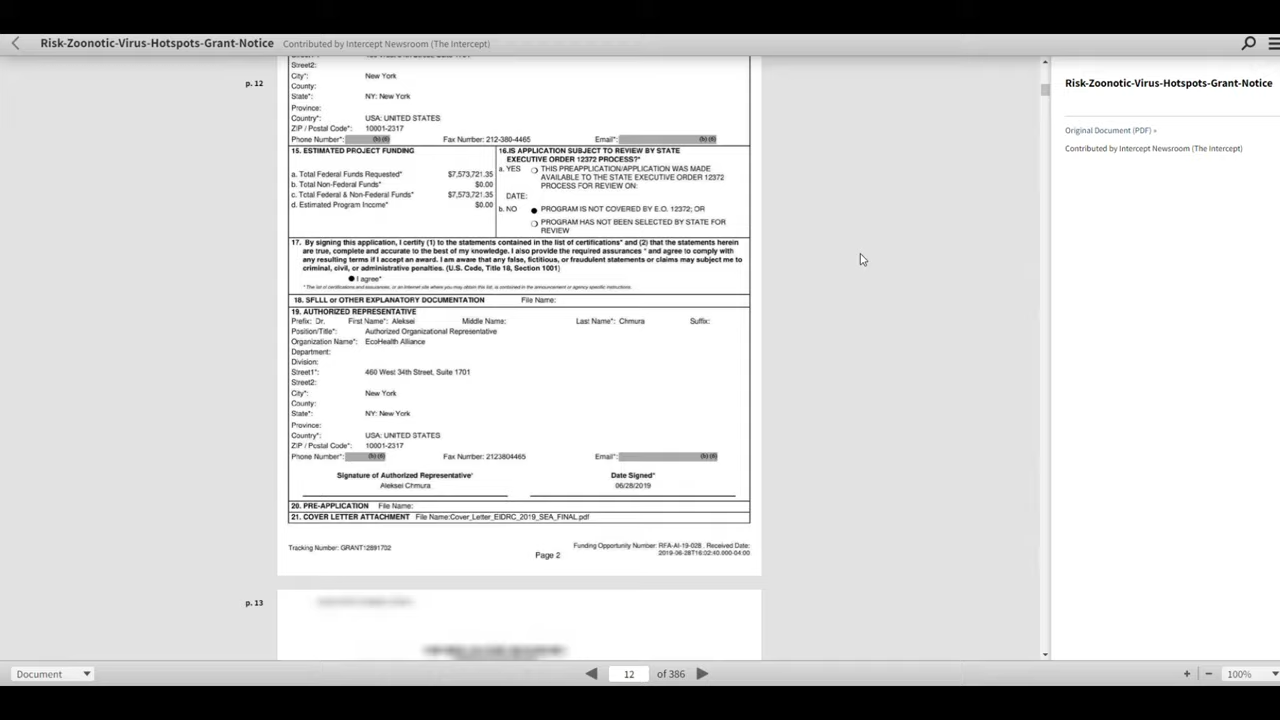 Risk-Zoonotic-Virus-Hotspots-Grant-Notice Contributed by Intercept Newsroom (The Intercept)
p. 12
Street2:
City*: New York
County:
State*: NY: New York
Province:
Country*: USA: UNITED STATES
ZIP / Postal Code*: 10001-2317
Phone Number*: (b) (6) Fax Number: 212-380-4465 Email*: (b) (6)
15. ESTIMATED PROJECT FUNDING
a. Total Federal Funds Requested* $7,573,721.35
b. Total Non-Federal Funds* $0.00
c. Total Federal & Non-Federal Funds* $7,573,721.35
d. Estimated Program Income* $0.00
16.IS APPLICATION SUBJECT TO REVIEW BY STATE
EXECUTIVE ORDER 12372 PROCESS?*
a. YES THIS PREAPPLICATION/APPLICATION WAS MADE
AVAILABLE TO THE STATE EXECUTIVE ORDER 12372
PROCESS FOR REVIEW ON:
DATE:
b. NO PROGRAM IS NOT COVERED BY E.O. 12372; OR
PROGRAM HAS NOT BEEN SELECTED BY STATE FOR
REVIEW
17. By signing this application, I certify (1) to the statements contained in the list of certifications* and (2) that the statements herein
are true, complete and accurate to the best of my knowledge. I also provide the required assurances * and agree to comply with
any resulting terms if I accept an award. I am aware that any false, fictitious, or fraudulent statements or claims may subject me to
criminal, civil, or administrative penalties. (U.S. Code, Title 18, Section 1001)
I agree*
* The list of certifications and assurances, or an Internet site where you may obtain this list, is contained in the announcement or agency specific instructions.
18. SFLLL or OTHER EXPLANATORY DOCUMENTATION File Name:
19. AUTHORIZED REPRESENTATIVE
Prefix: Dr. First Name*: Aleksei Middle Name: Last Name*: Chmura Suffix:
Position/Title*: Authorized Organizational Representative
Organization Name*: EcoHealth Alliance
Department:
Division:
Street1*: 460 West 34th Street, Suite 1701
Street2:
City*: New York
County:
State*: NY: New York
Province:
Country*: USA: UNITED STATES
ZIP / Postal Code*: 10001-2317
Phone Number*: (b) (6) Fax Number: 2123804465 Email*: (b) (6)
Signature of Authorized Representative* Date Signed*
Aleksei Chmura 06/28/2019
20. PRE-APPLICATION File Name:
21. COVER LETTER ATTACHMENT File Name:Cover_Letter_EIDRC_2019_SEA_FINAL.pdf
Tracking Number: GRANT12891702
Page 2
Funding Opportunity Number: RFA-AI-19-028 . Received Date:
2019-06-28T16:02:40.000-04:00
p. 13
Risk-Zoonotic-Virus-Hotspots-Grant-Notice
Original Document (PDF) »
Contributed by Intercept Newsroom (The Intercept)
Document 12 of 386 100%